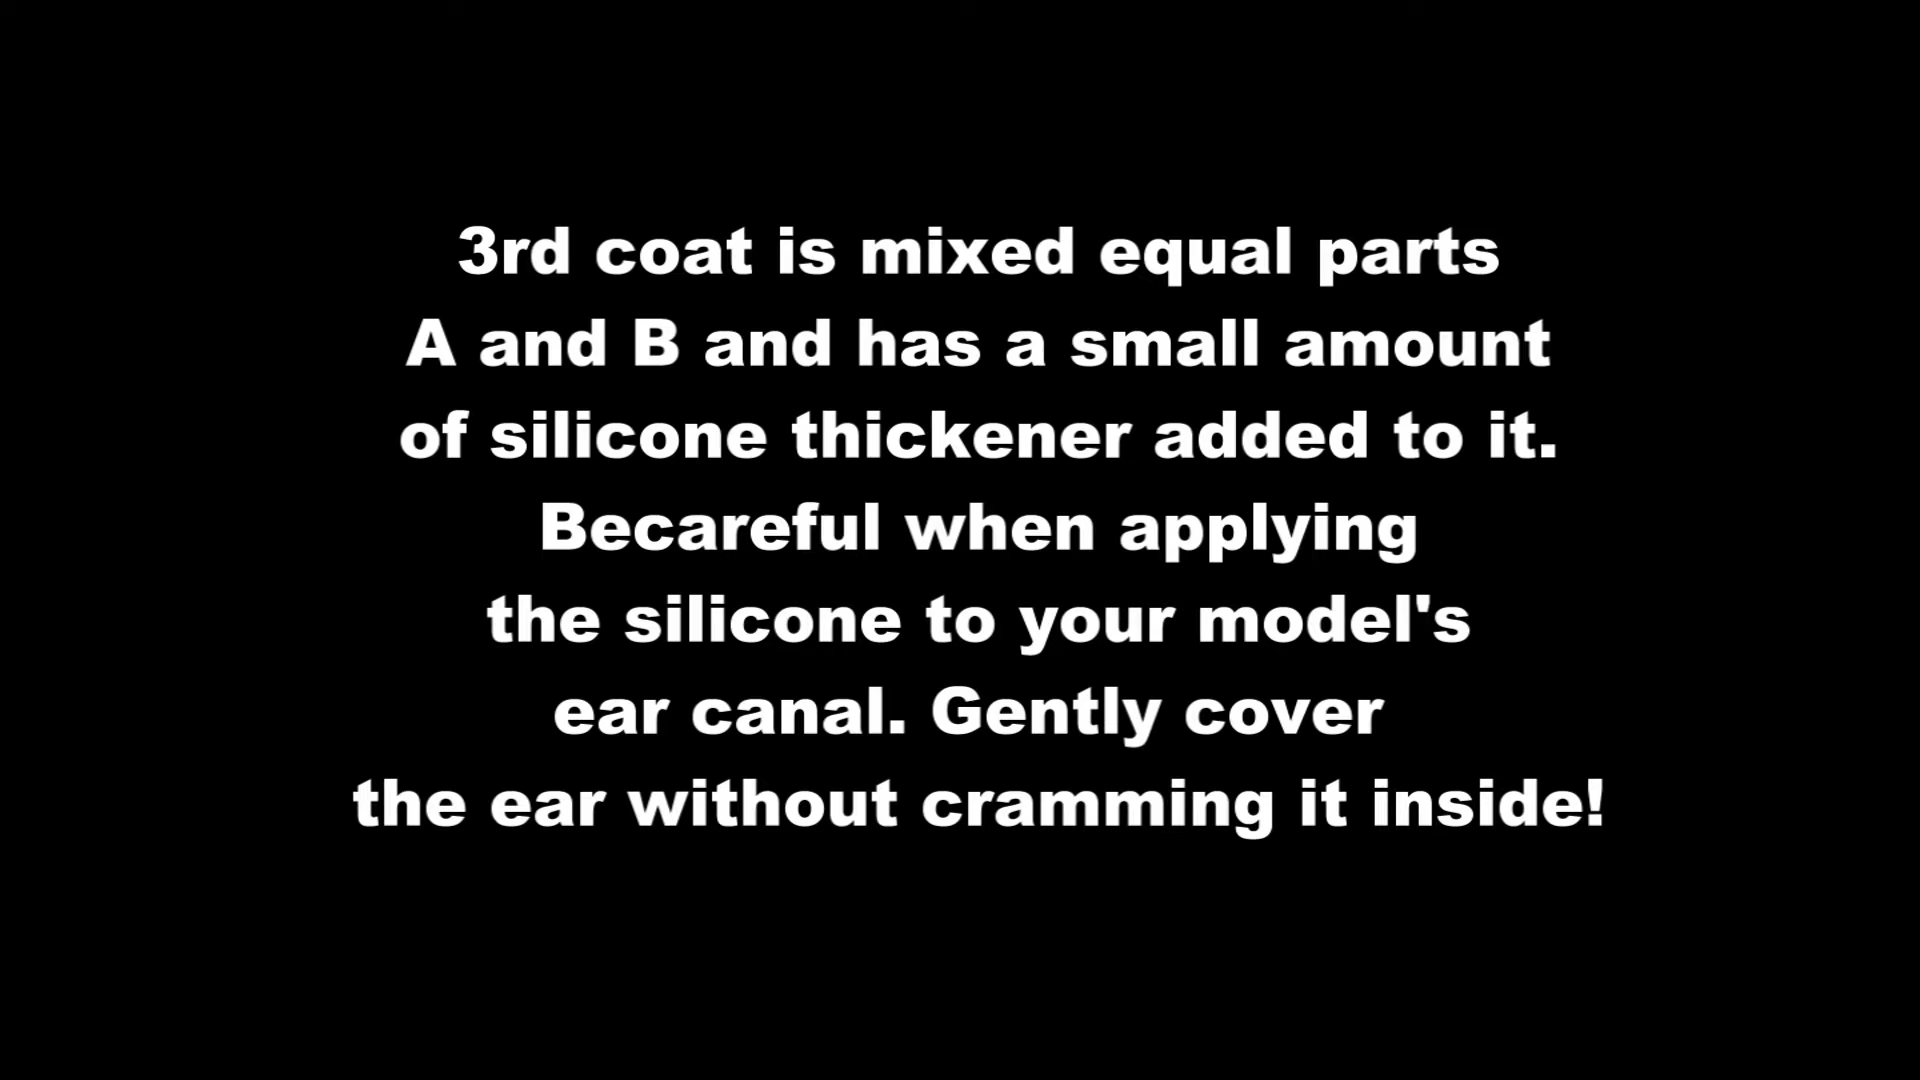 3rd coat is mixed equal parts
A and B and has a small amount
of silicone thickener added to it.
Becareful when applying
the silicone to your model's
ear canal. Gently cover
the ear without cramming it inside!